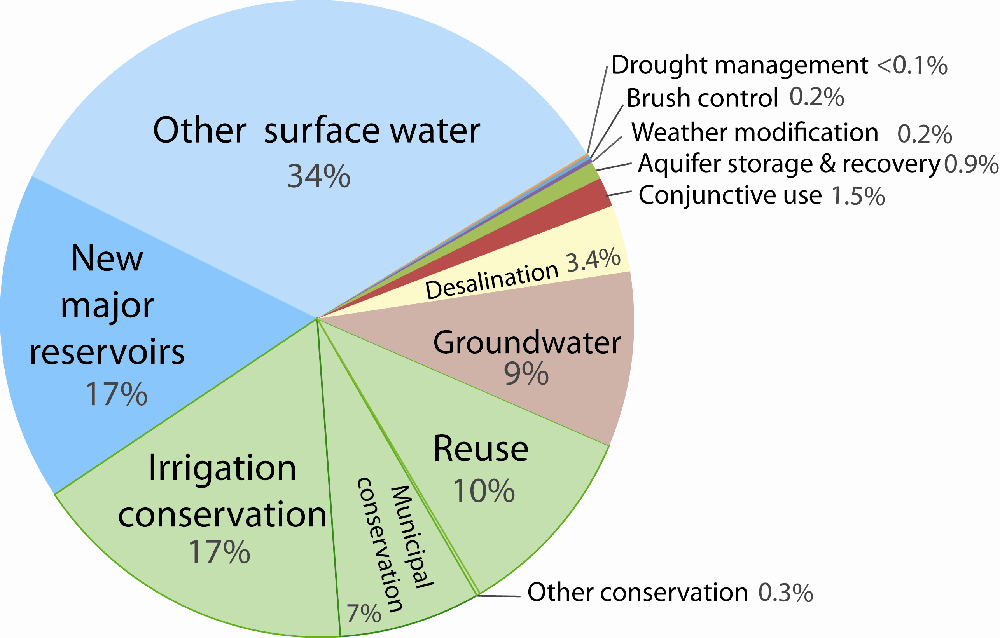 Other surface water
34%
Drought management <0.1%
Brush control 0.2%
Weather modification 0.2%
Aquifer storage & recovery 0.9%
Conjunctive use 1.5%
Desalination 3.4%
Groundwater
9%
New
major
reservoirs
17%
Irrigation
conservation
17%
Municipal
conservation
7%
Reuse
10%
Other conservation 0.3%